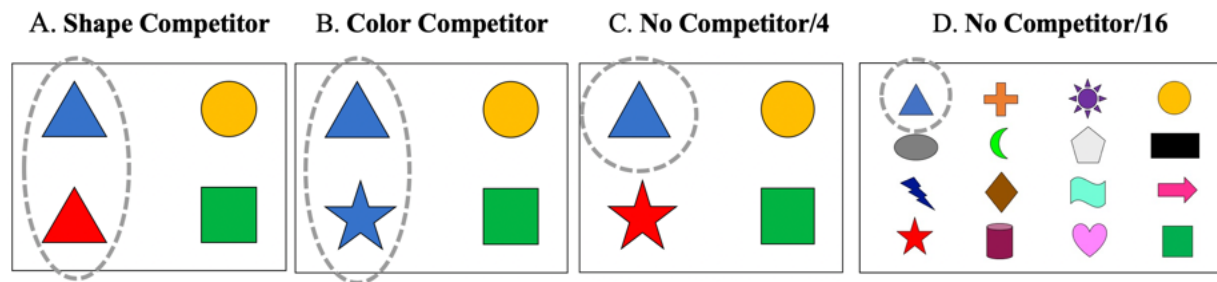 A. Shape Competitor
B. Color Competitor
C. No Competitor/4
D. No Competitor/16